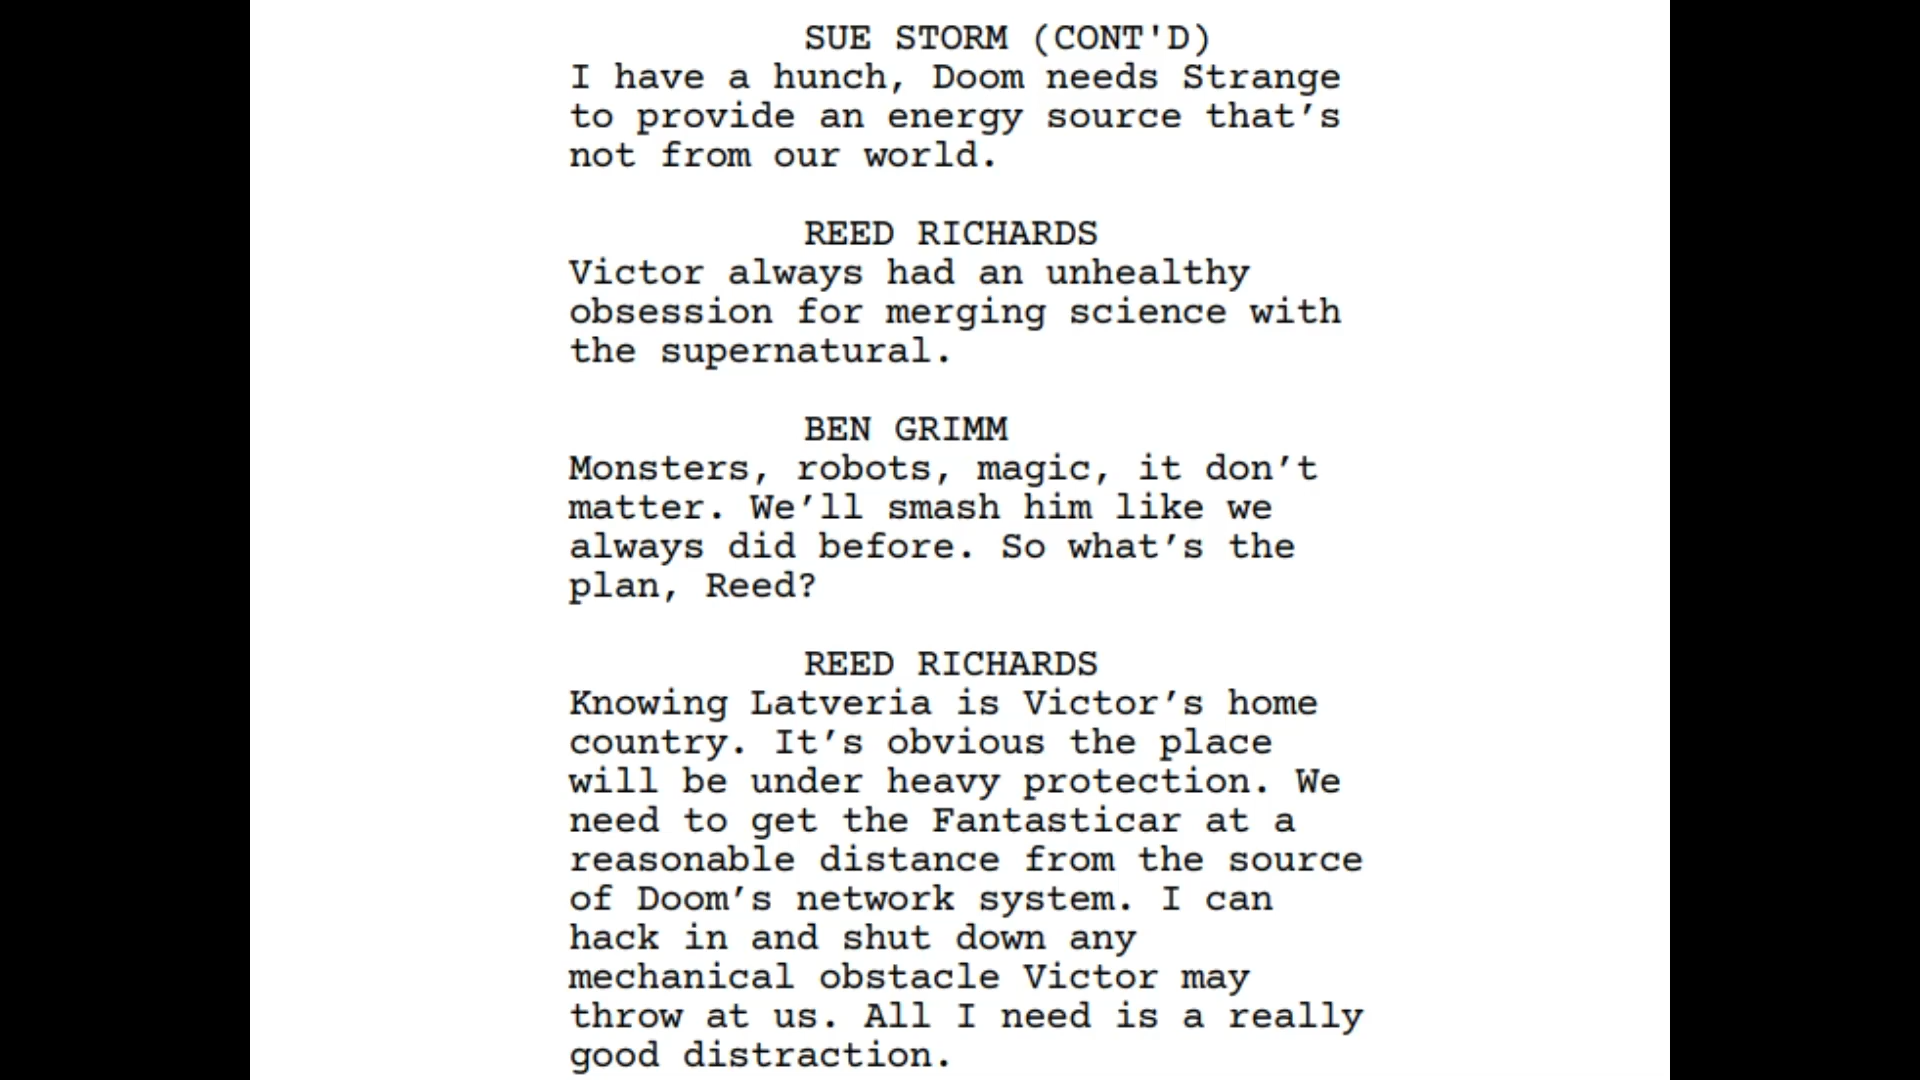 SUE STORM (CONT'D)
I have a hunch, Doom needs Strange
to provide an energy source that’s
not from our world.
REED RICHARDS
Victor always had an unhealthy
obsession for merging science with
the supernatural.
BEN GRIMM
Monsters, robots, magic, it don’t
matter. We’ll smash him like we
always did before. So what’s the
plan, Reed?
REED RICHARDS
Knowing Latveria is Victor’s home
country. It’s obvious the place
will be under heavy protection. We
need to get the Fantasticar at a
reasonable distance from the source
of Doom’s network system. I can
hack in and shut down any
mechanical obstacle Victor may
throw at us. All I need is a really
good distraction.